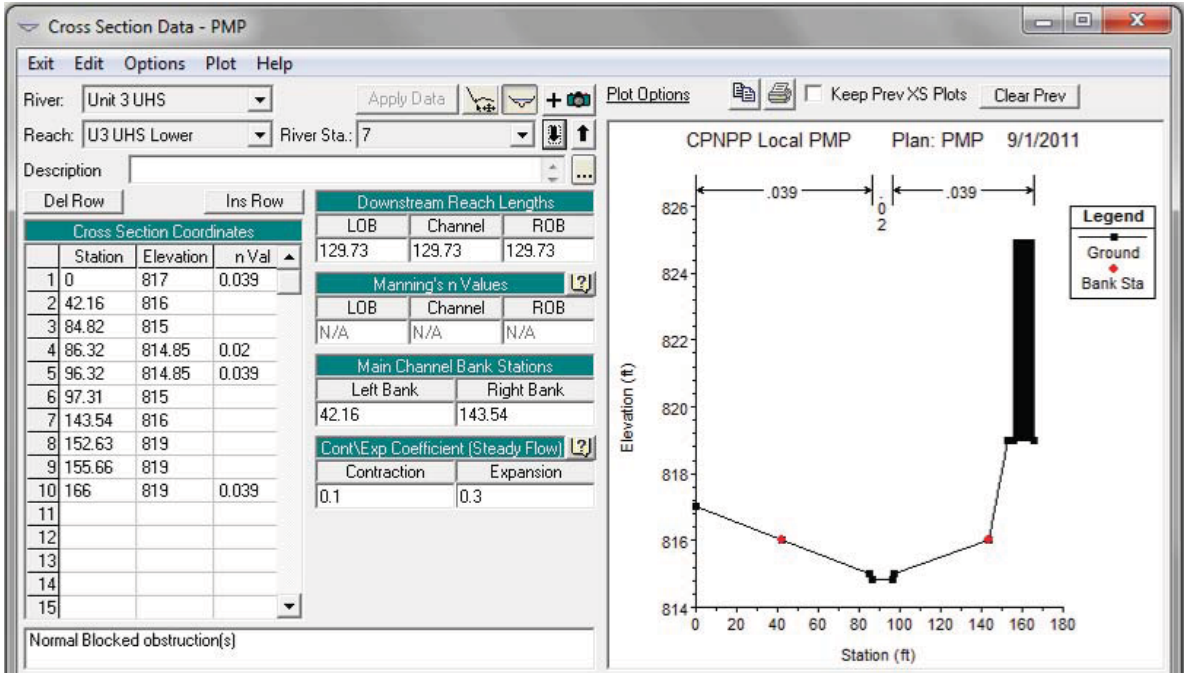 Cross Section Data - PMP
Exit Edit Options Plot Help
River: Unit 3 UHS Apply Data
Reach: U3 UHS Lower River Sta.: 7
Description ...
Del Row Ins Row
Cross Section Coordinates
Station Elevation n Val
1 0 817 0.039
2 42.16 816
3 84.82 815
4 86.32 814.85 0.02
5 96.32 814.85 0.039
6 97.31 815
7 143.54 816
8 152.63 819
9 155.66 819
10 166 819 0.039
11
12
13
14
15
Downstream Reach Lengths
LOB Channel ROB
129.73 129.73 129.73
Manning's n Values
LOB Channel ROB
N/A N/A N/A
Main Channel Bank Stations
Left Bank Right Bank
42.16 143.54
Cont\Exp Coefficient (Steady Flow)
Contraction Expansion
0.1 0.3
Normal Blocked obstruction(s)
Plot Options Keep Prev XS Plots Clear Prev
CPNPP Local PMP Plan: PMP 9/1/2011
.039 .02 .039
Legend
Ground
Bank Sta
Elevation (ft)
826
824
822
820
818
816
814
0 20 40 60 80 100 120 140 160 180
Station (ft)